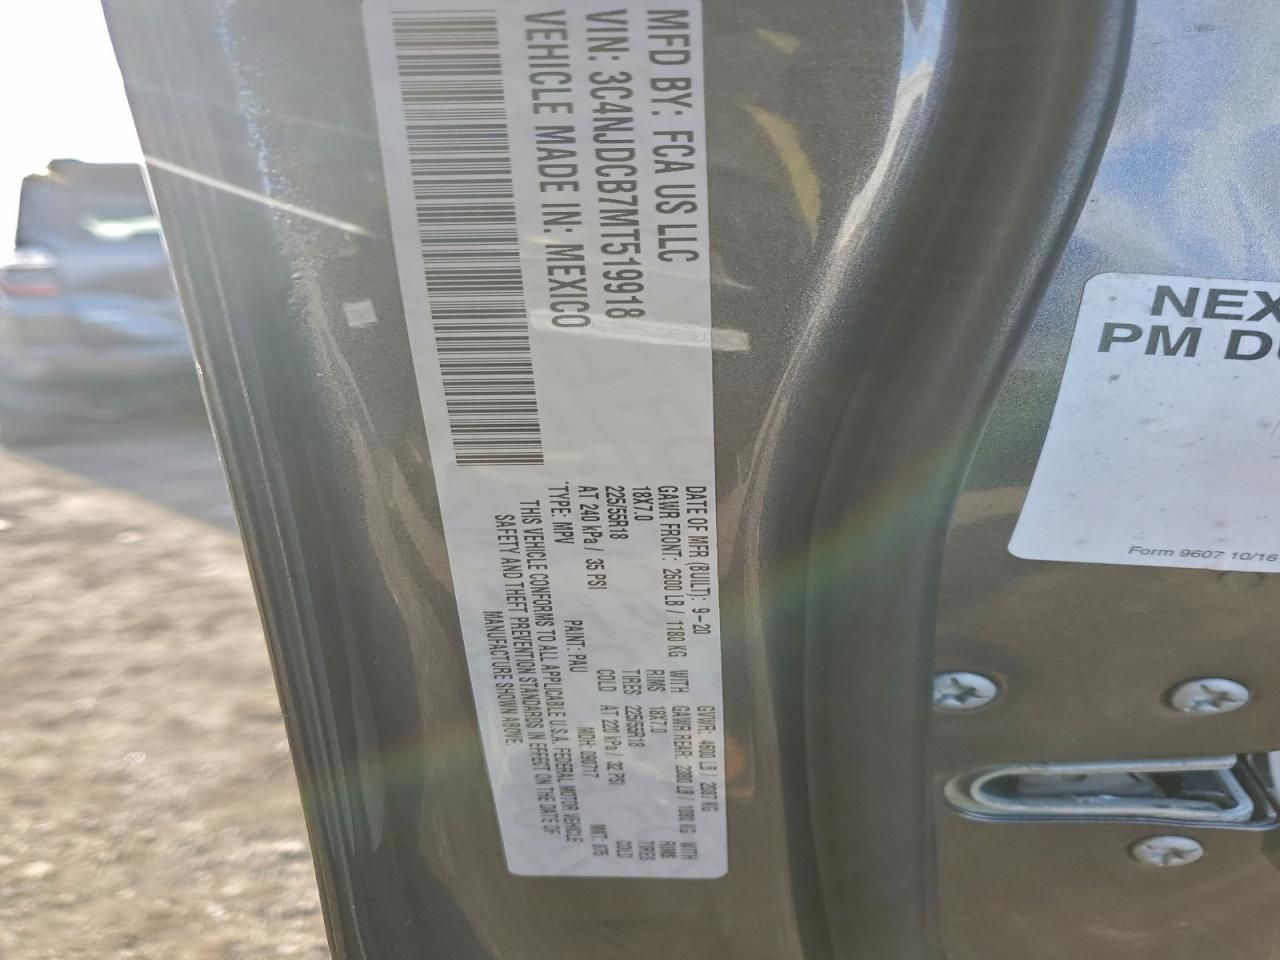 MFD BY: FCA US LLC
VIN: 3C4NJDCB7MT519918
VEHICLE MADE IN: MEXICO
DATE OF MFR (BUILT): 9-20 GVWR: 4600 LB / 2087 KG
GAWR FRONT: 2600 LB / 1180 KG WITH GAWR REAR: 2380 LB / 1080 KG WITH
18X7.0 RIMS 18X7.0 RIMS
225/55R18 TIRES 225/55R18 TIRES
AT 240 kPa / 35 PSI COLD AT 220 kPa / 32 PSI COLD
TYPE: MPV PAINT: PAU MDH: 090717 MKT: 875
THIS VEHICLE CONFORMS TO ALL APPLICABLE U.S.A. FEDERAL MOTOR VEHICLE
SAFETY AND THEFT PREVENTION STANDARDS IN EFFECT ON THE DATE OF
MANUFACTURE SHOWN ABOVE.
NEX
PM D
Form 9607 10/16